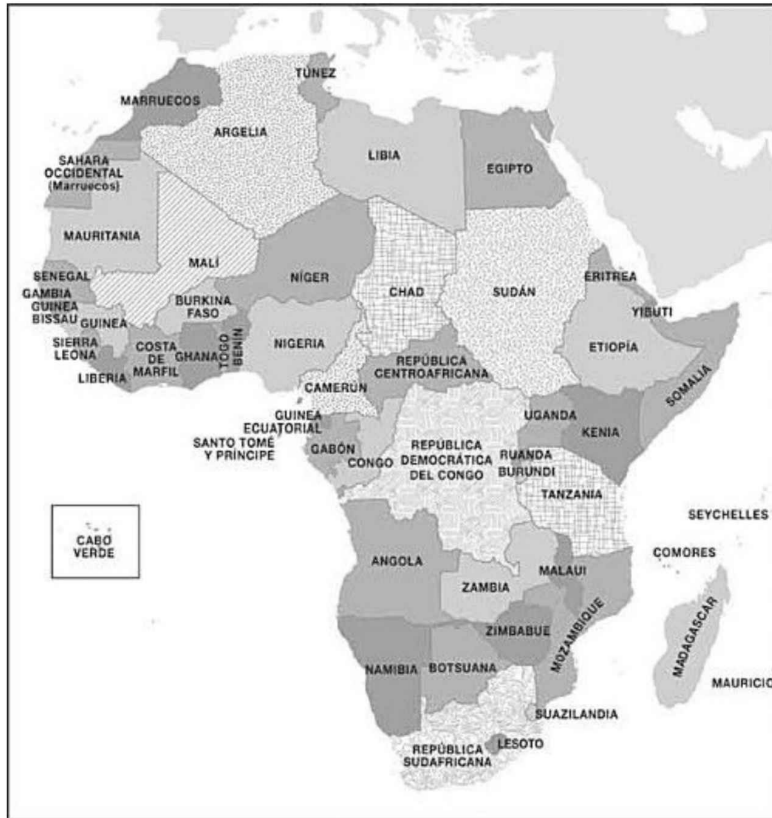 TÚNEZ
MARRUECOS
ARGELIA
LIBIA
EGIPTO
SAHARA
OCCIDENTAL
(Marruecos)
MAURITANIA
MALÍ
NÍGER
CHAD
SUDÁN
ERITREA
YIBUTI
SENEGAL
GAMBIA
GUINEA
BISSAU
GUINEA
BURKINA
FASO
SIERRA
LEONA
LIBERIA
COSTA
DE
MARFIL
GHANA
TOGO
BENÍN
NIGERIA
CAMERÚN
REPÚBLICA
CENTROAFRICANA
ETIOPÍA
SOMALIA
GUINEA
ECUATORIAL
SANTO TOMÉ
Y PRÍNCIPE
GABÓN
CONGO
REPÚBLICA
DEMOCRÁTICA
DEL CONGO
UGANDA
KENIA
RUANDA
BURUNDI
TANZANIA
SEYCHELLES
COMORES
CABO
VERDE
ANGOLA
ZAMBIA
MALAUI
MOZAMBIQUE
ZIMBABUE
NAMIBIA
BOTSUANA
MADAGASCAR
MAURICIO
SUAZILANDIA
LESOTO
REPÚBLICA
SUDAFRICANA